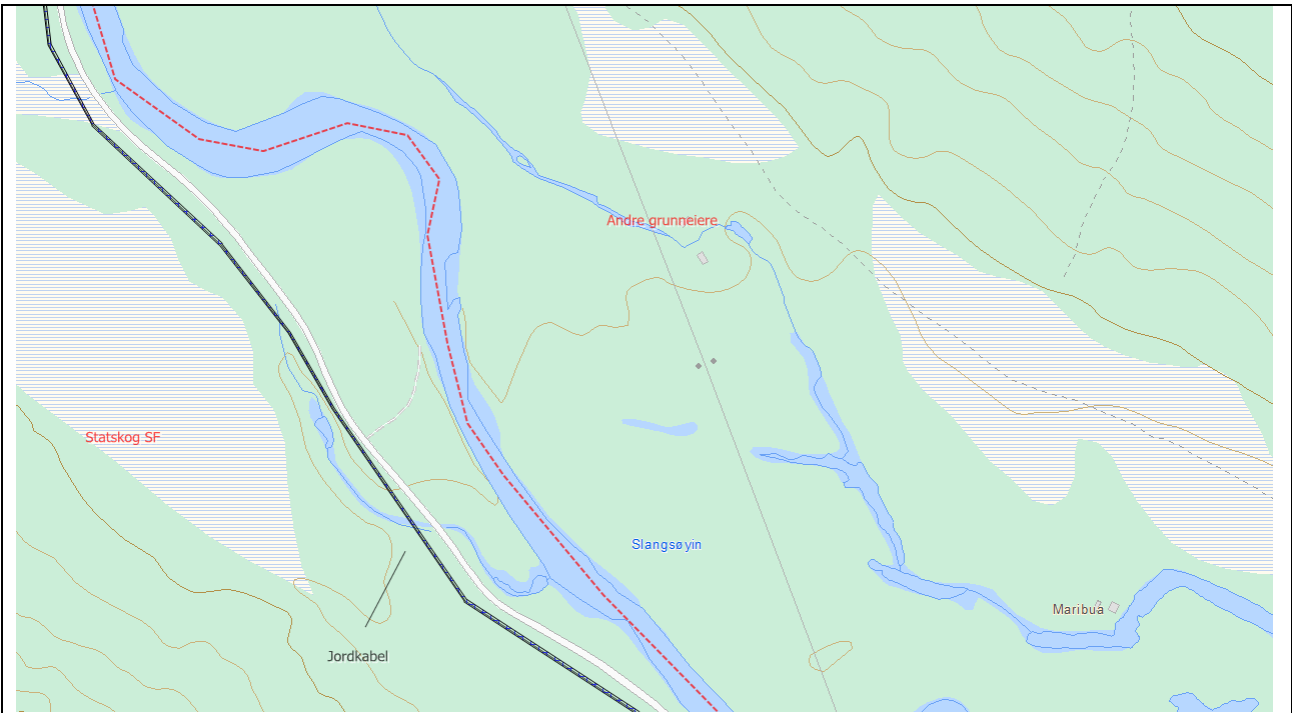 Andre grunneiere
Statskog SF
Slangsøyin
Maribua
Jordkabel